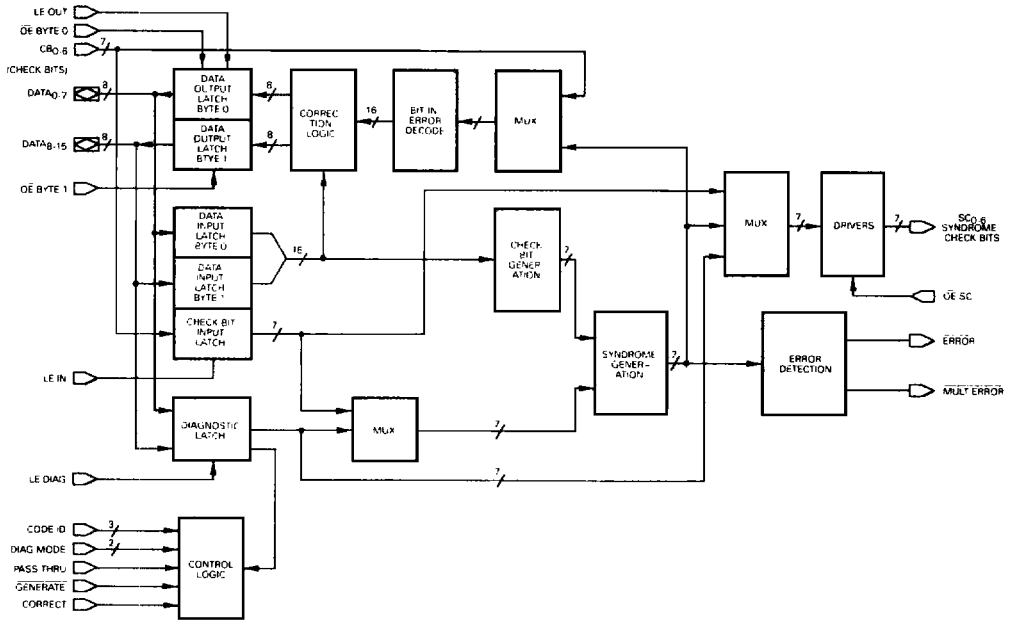 LE OUT
OE BYTE 0
CB0-6
7
(CHECK BITS)
DATA0-7
8
DATA8-15
8
OE BYTE 1
DATA
OUTPUT
LATCH
BYTE 0
DATA
OUTPUT
LATCH
BTYE 1
8
8
CORREC
TION
LOGIC
16
BIT IN
ERROR
DECODE
MUX
DATA
INPUT
LATCH
BYTE 0
DATA
INPUT
LATCH
BYTE 1
CHECK BIT
INPUT
LATCH
16
7
CHECK
BIT
GENER
ATION
7
MUX
7
DRIVERS
7
SC0-6
SYNDROME
CHECK BITS
OE SC
LE IN
SYNDROME
GENER-
ATION
7
ERROR
DETECTION
ERROR
MULT ERROR
DIAGNOSTIC
LATCH
MUX
7
7
LE DIAG
CODE ID
3
DIAG MODE
2
PASS THRU
GENERATE
CORRECT
CONTROL
LOGIC